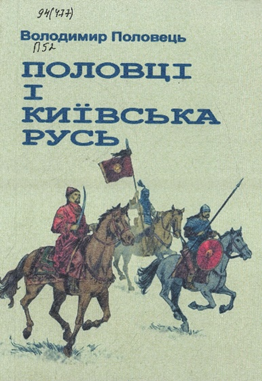 94(477)
Володимир Половець
П52
ПОЛОВЦІ
І
КИЇВСЬКА
РУСЬ